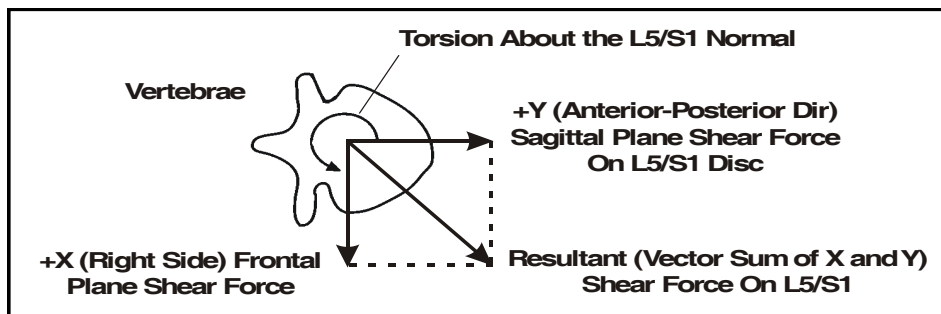 Torsion About the L5/S1 Normal
Vertebrae
+Y (Anterior-Posterior Dir)
Sagittal Plane Shear Force
On L5/S1 Disc
+X (Right Side) Frontal
Plane Shear Force
Resultant (Vector Sum of X and Y)
Shear Force On L5/S1